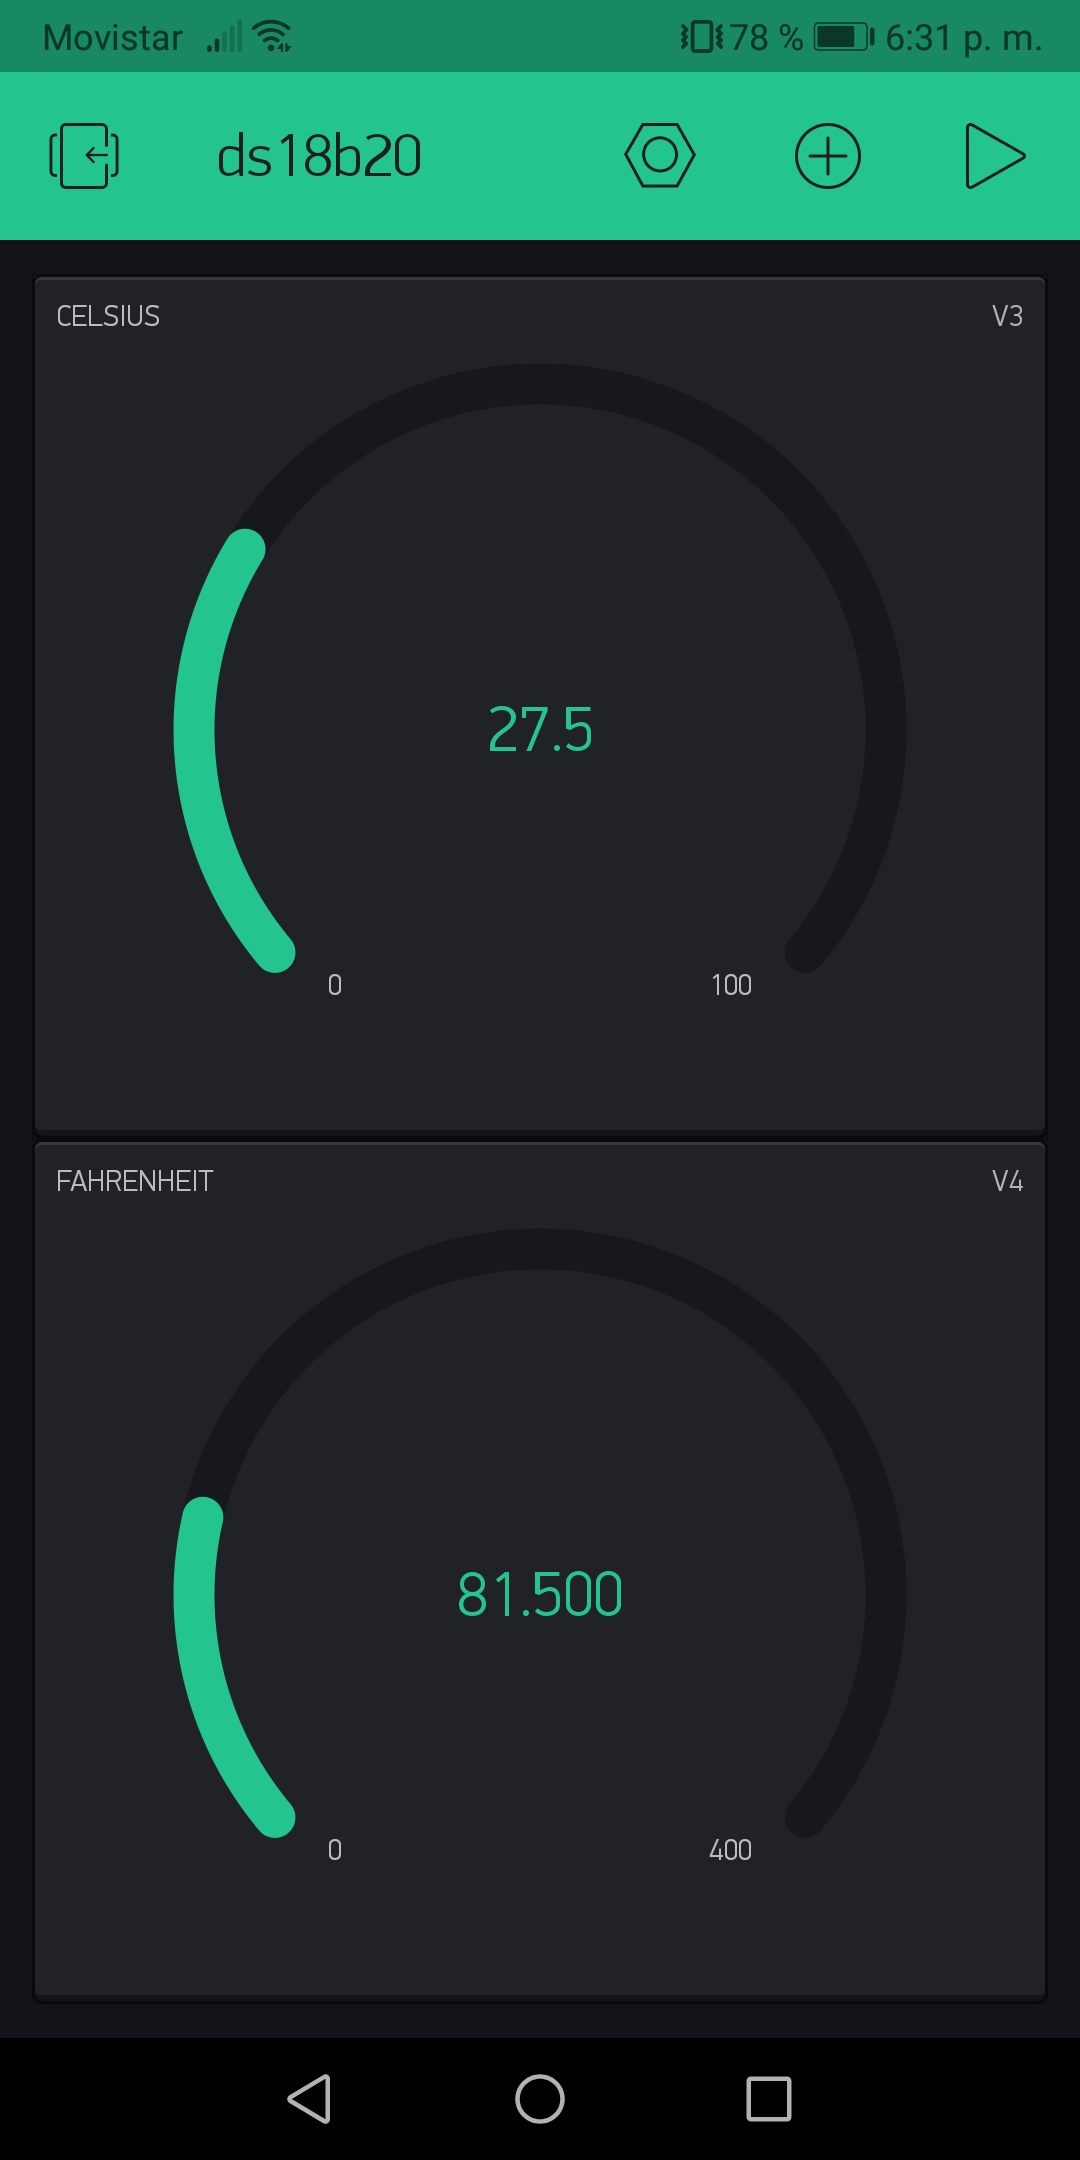 Movistar 78 % 6:31 p. m.
ds18b20
CELSIUS V3
27.5
0 100
FAHRENHEIT V4
81.500
0 400